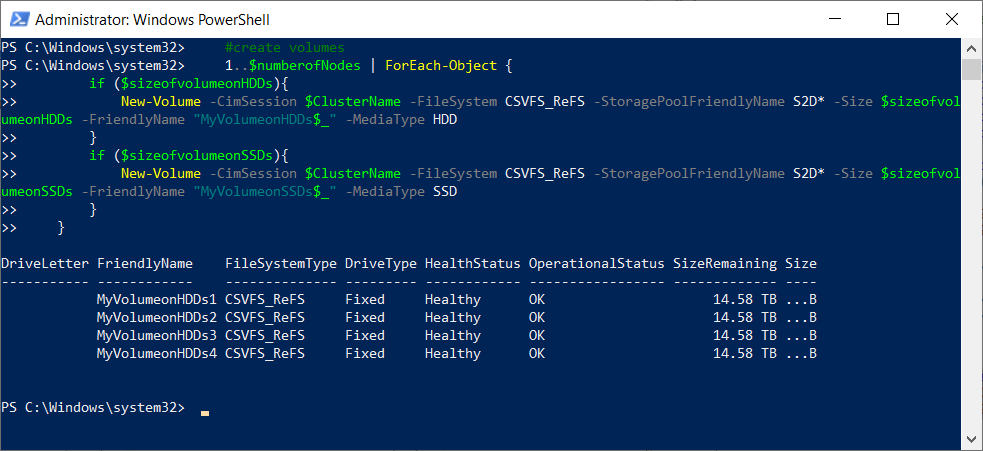 Administrator: Windows PowerShell
PS C:\Windows\system32>     #create volumes
PS C:\Windows\system32>     1..$numberofNodes | ForEach-Object {
>>         if ($sizeofvolumeonHDDs){
>>             New-Volume -CimSession $ClusterName -FileSystem CSVFS_ReFS -StoragePoolFriendlyName S2D* -Size $sizeofvol
umeonHDDs -FriendlyName "MyVolumeonHDDs$_" -MediaType HDD
>>         }
>>         if ($sizeofvolumeonSSDs){
>>             New-Volume -CimSession $ClusterName -FileSystem CSVFS_ReFS -StoragePoolFriendlyName S2D* -Size $sizeofvol
umeonSSDs -FriendlyName "MyVolumeonSSDs$_" -MediaType SSD
>>         }
>>     }
DriveLetter FriendlyName    FileSystemType DriveType HealthStatus OperationalStatus SizeRemaining Size
----------- ------------    -------------- --------- ------------ ----------------- ------------- ----
            MyVolumeonHDDs1 CSVFS_ReFS     Fixed     Healthy      OK                     14.58 TB ...B
            MyVolumeonHDDs2 CSVFS_ReFS     Fixed     Healthy      OK                     14.58 TB ...B
            MyVolumeonHDDs3 CSVFS_ReFS     Fixed     Healthy      OK                     14.58 TB ...B
            MyVolumeonHDDs4 CSVFS_ReFS     Fixed     Healthy      OK                     14.58 TB ...B
PS C:\Windows\system32>